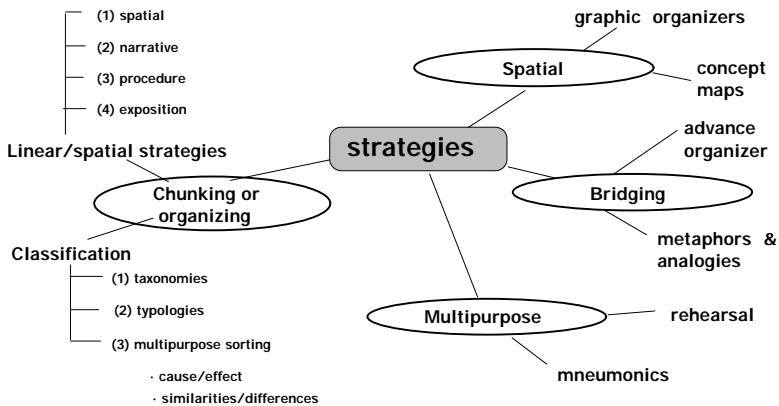 (1) spatial
(2) narrative
(3) procedure
(4) exposition
Linear/spatial strategies
Chunking or
organizing
Classification
(1) taxonomies
(2) typologies
(3) multipurpose sorting
· cause/effect
· similarities/differences
strategies
graphic organizers
Spatial
concept
maps
advance
organizer
Bridging
metaphors &
analogies
Multipurpose
rehearsal
mneumonics